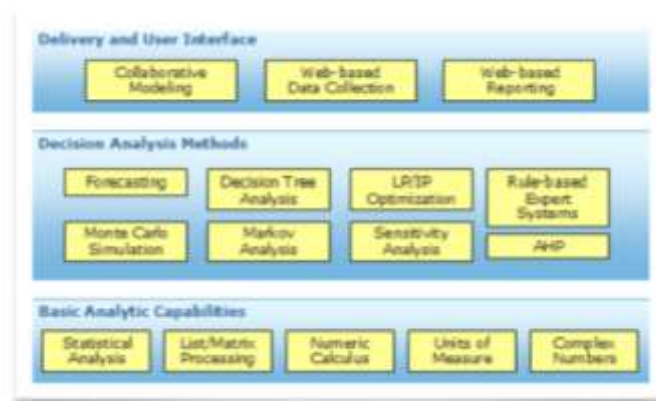 Delivery and User Interface
Collaborative
Modeling
Web-based
Data Collection
Web-based
Reporting
Decision Analysis Methods
Forecasting
Decision Tree
Analysis
LP/IP
Optimization
Rule-based
Expert
Systems
Monte Carlo
Simulation
Markov
Analysis
Sensitivity
Analysis
AHP
Basic Analytic Capabilities
Statistical
Analysis
List/Matrix
Processing
Numeric
Calculus
Units of
Measure
Complex
Numbers